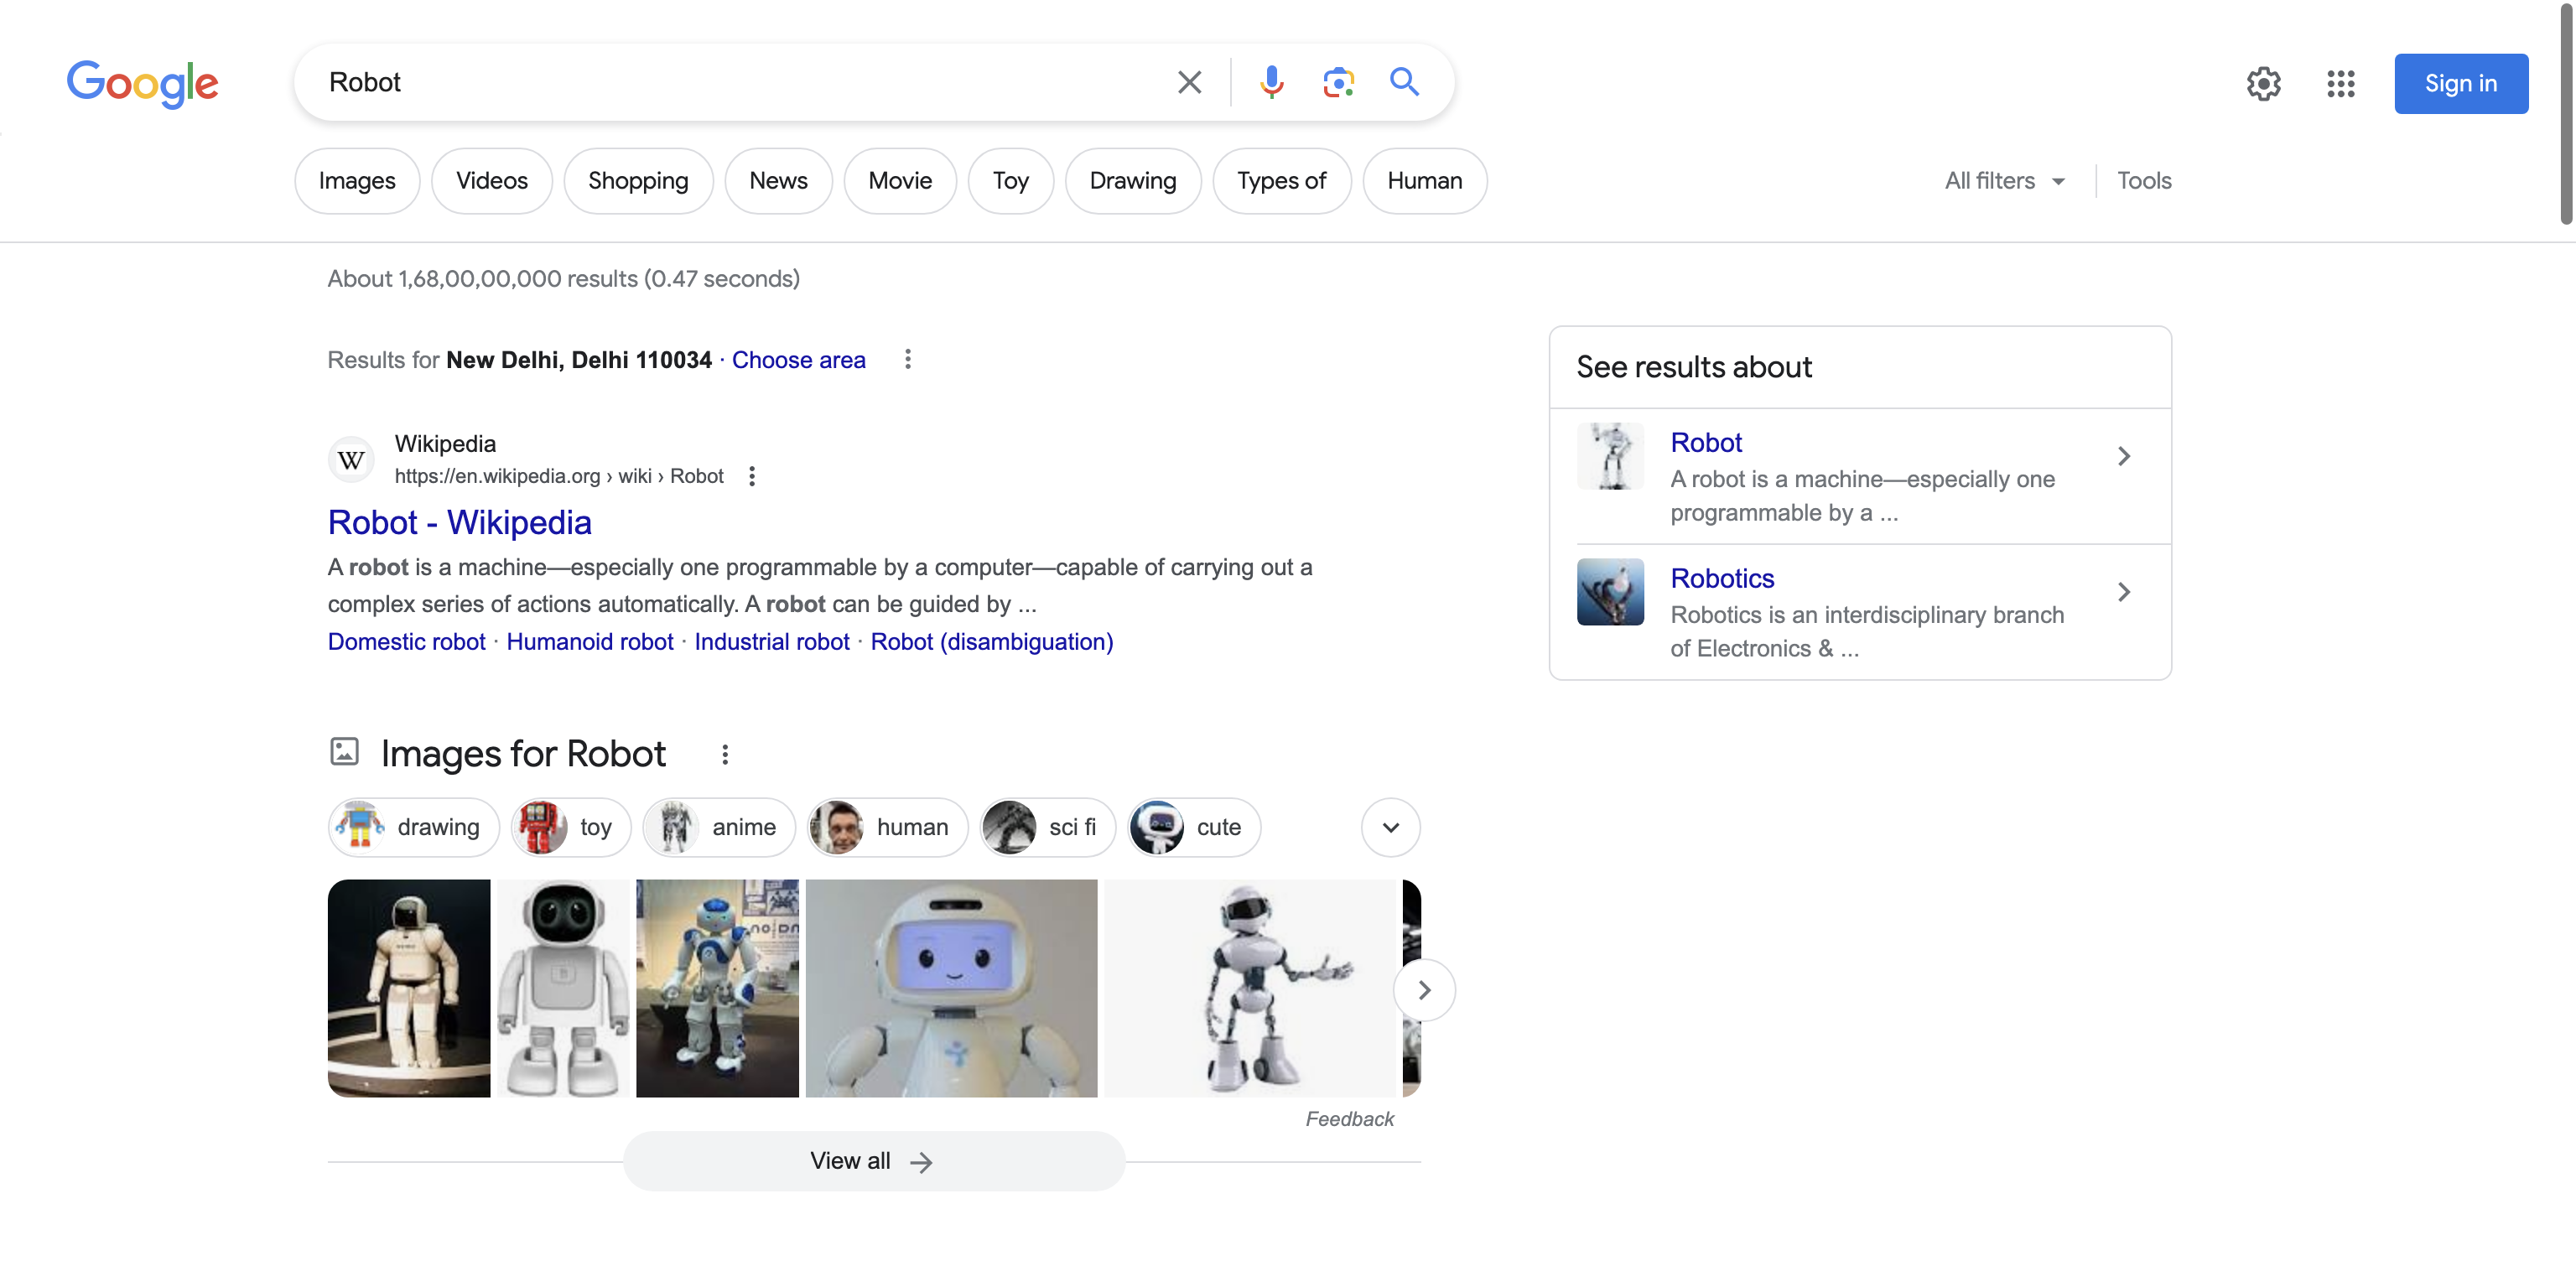 Google
Robot
Sign in
Images
Videos
Shopping
News
Movie
Toy
Drawing
Types of
Human
All filters
Tools
About 1,68,00,00,000 results (0.47 seconds)
Results for New Delhi, Delhi 110034 · Choose area
W
Wikipedia
https://en.wikipedia.org › wiki › Robot
Robot - Wikipedia
A robot is a machine—especially one programmable by a computer—capable of carrying out a
complex series of actions automatically. A robot can be guided by ...
Domestic robot · Humanoid robot · Industrial robot · Robot (disambiguation)
See results about
Robot
A robot is a machine—especially one
programmable by a ...
Robotics
Robotics is an interdisciplinary branch
of Electronics & ...
Images for Robot
drawing
toy
anime
human
sci fi
cute
Feedback
View all